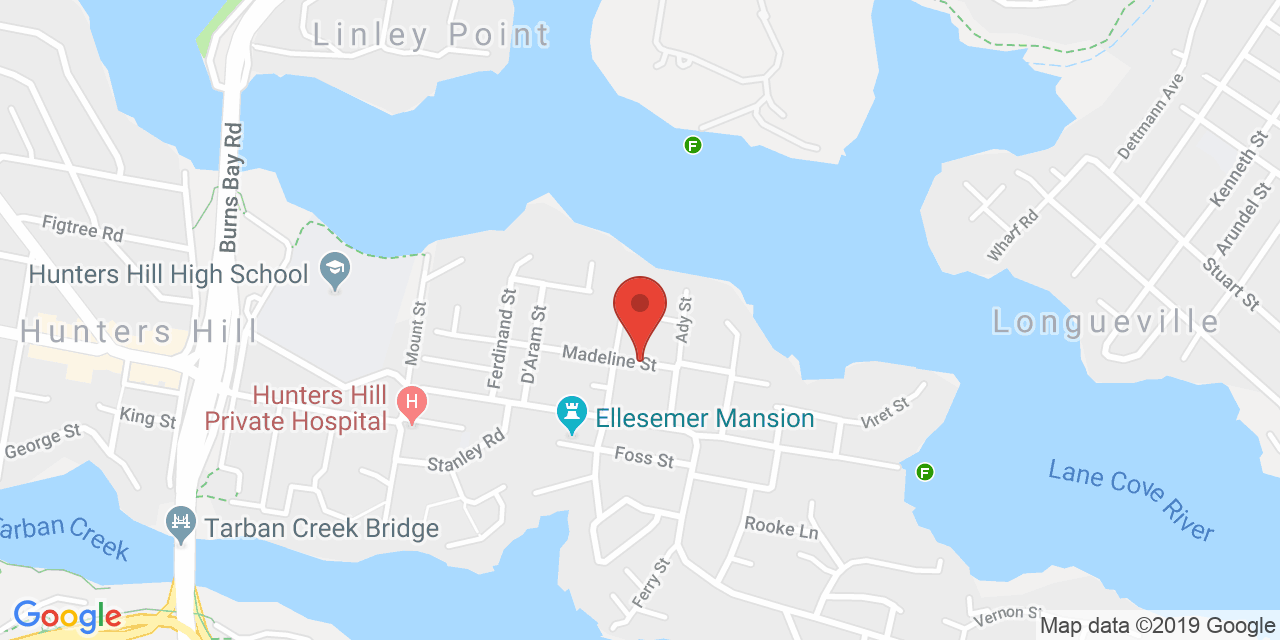 Linley Point
Burns Bay Rd
Dettmann Ave
Kenneth St
Arundel St
Figtree Rd
Wharf Rd
Stuart St
Hunters Hill High School
Hunters Hill
Mount St
Ferdinand St
D'Aram St
Ady St
Longueville
Madeline St
Hunters Hill
Private Hospital
H
King St
George St
Ellesemer Mansion
Viret St
Stanley Rd
Foss St
F
F
Lane Cove River
Tarban Creek
Tarban Creek Bridge
Rooke Ln
Ferry St
Vernon St
Google
Map data ©2019 Google